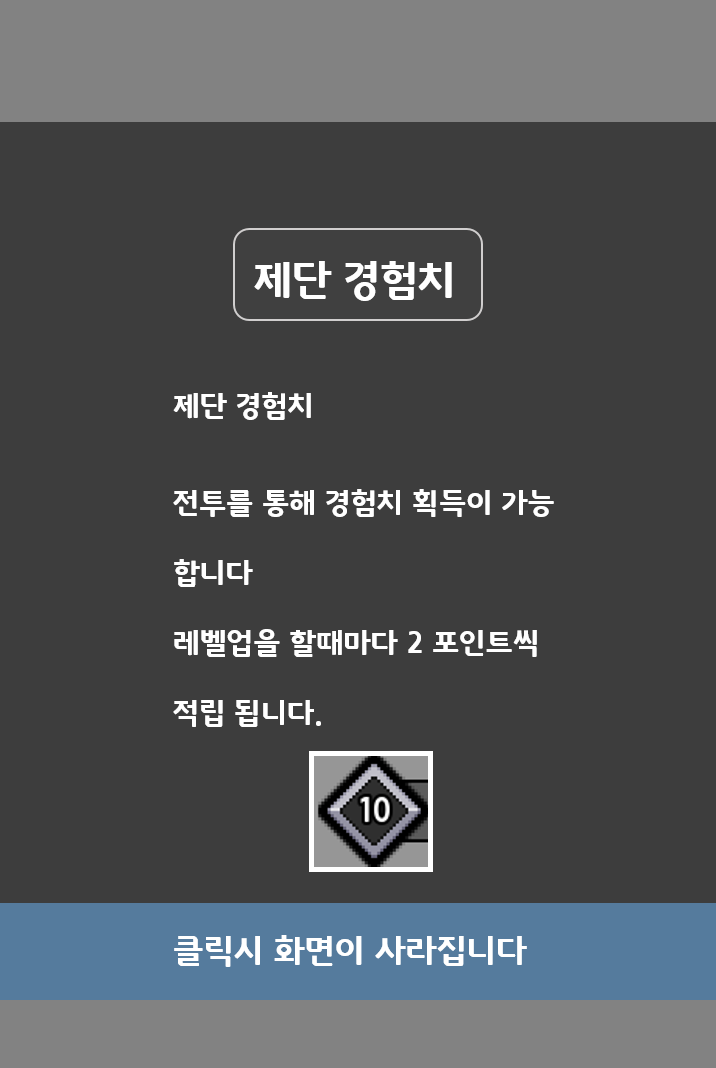 제단 경험치
제단 경험치
전투를 통해 경험치 획득이 가능
합니다
레벨업을 할때마다 2 포인트씩
적립 됩니다.
10
클릭시 화면이 사라집니다